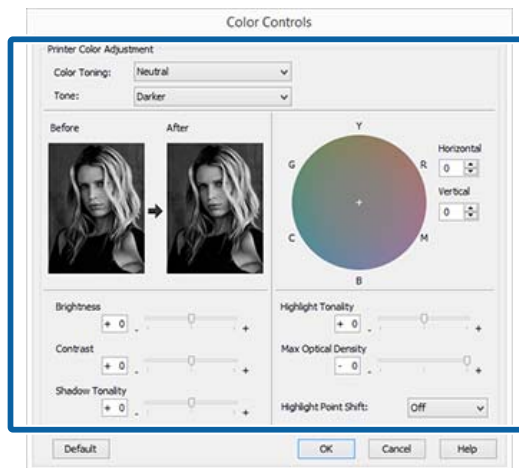 Color Controls
Printer Color Adjustment
Color Toning: Neutral
Tone: Darker
Before After
Y
G R
C M
B
Horizontal
0
Vertical
0
Brightness
+ 0 - +
Contrast
+ 0 - +
Shadow Tonality
+ 0 - +
Highlight Tonality
+ 0 - +
Max Optical Density
- 0 - +
Highlight Point Shift: Off
Default OK Cancel Help